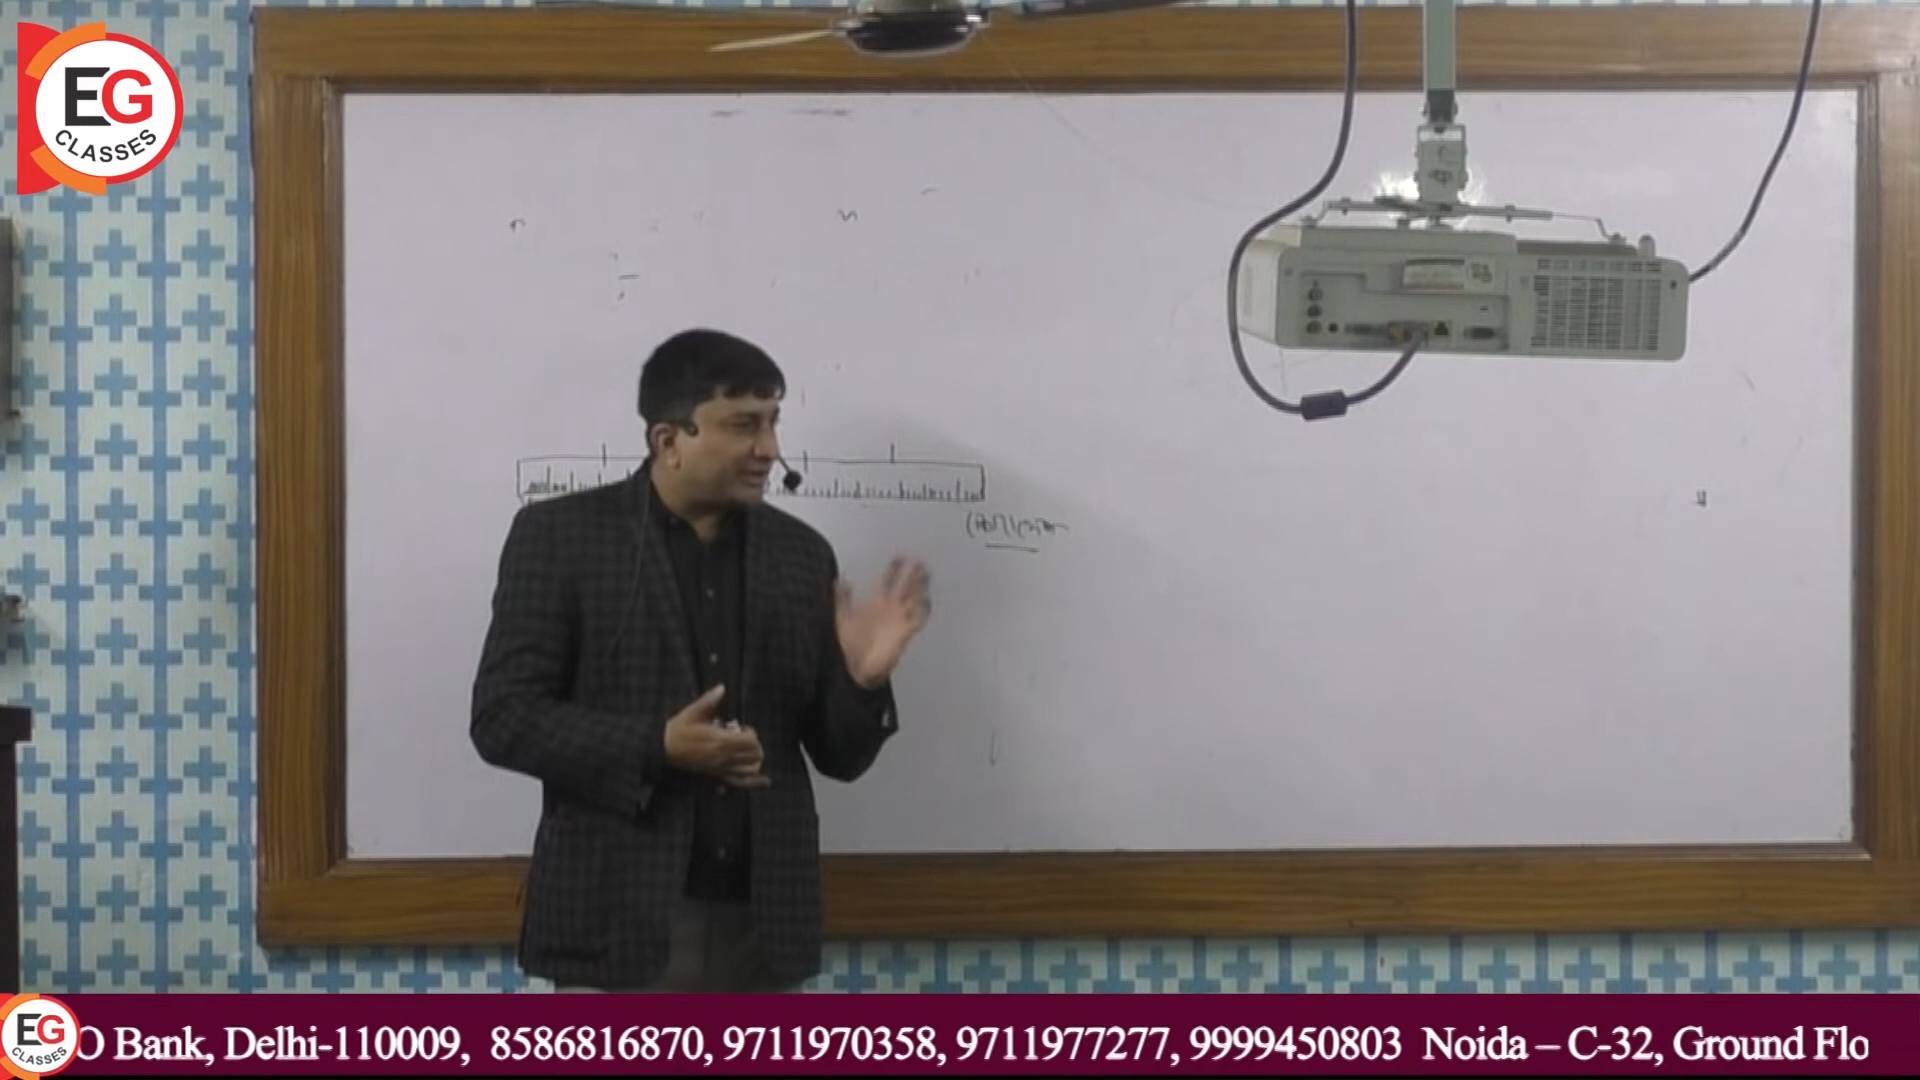 EG
CLASSES
EG
CLASSES
O Bank, Delhi-110009, 8586816870, 9711970358, 9711977277, 9999450803 Noida – C-32, Ground Flo